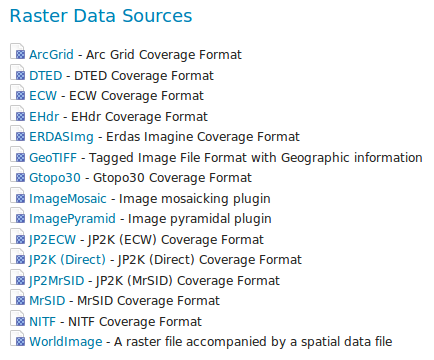 Raster Data Sources
ArcGrid - Arc Grid Coverage Format
DTED - DTED Coverage Format
ECW - ECW Coverage Format
EHdr - EHdr Coverage Format
ERDASImg - Erdas Imagine Coverage Format
GeoTIFF - Tagged Image File Format with Geographic information
Gtopo30 - Gtopo30 Coverage Format
ImageMosaic - Image mosaicking plugin
ImagePyramid - Image pyramidal plugin
JP2ECW - JP2K (ECW) Coverage Format
JP2K (Direct) - JP2K (Direct) Coverage Format
JP2MrSID - JP2K (MrSID) Coverage Format
MrSID - MrSID Coverage Format
NITF - NITF Coverage Format
WorldImage - A raster file accompanied by a spatial data file